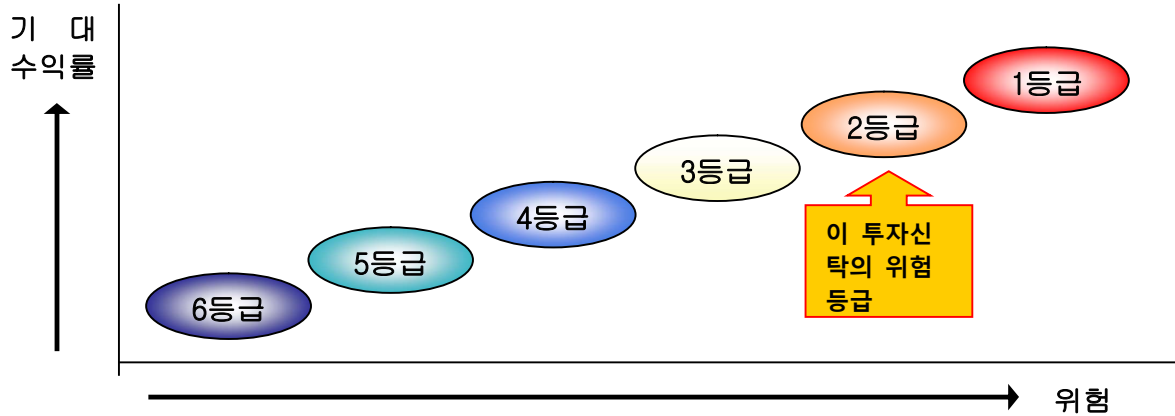 기 대
수익률
1등급
2등급
3등급
4등급
5등급
6등급
이 투자신
탁의 위험
등급
위험